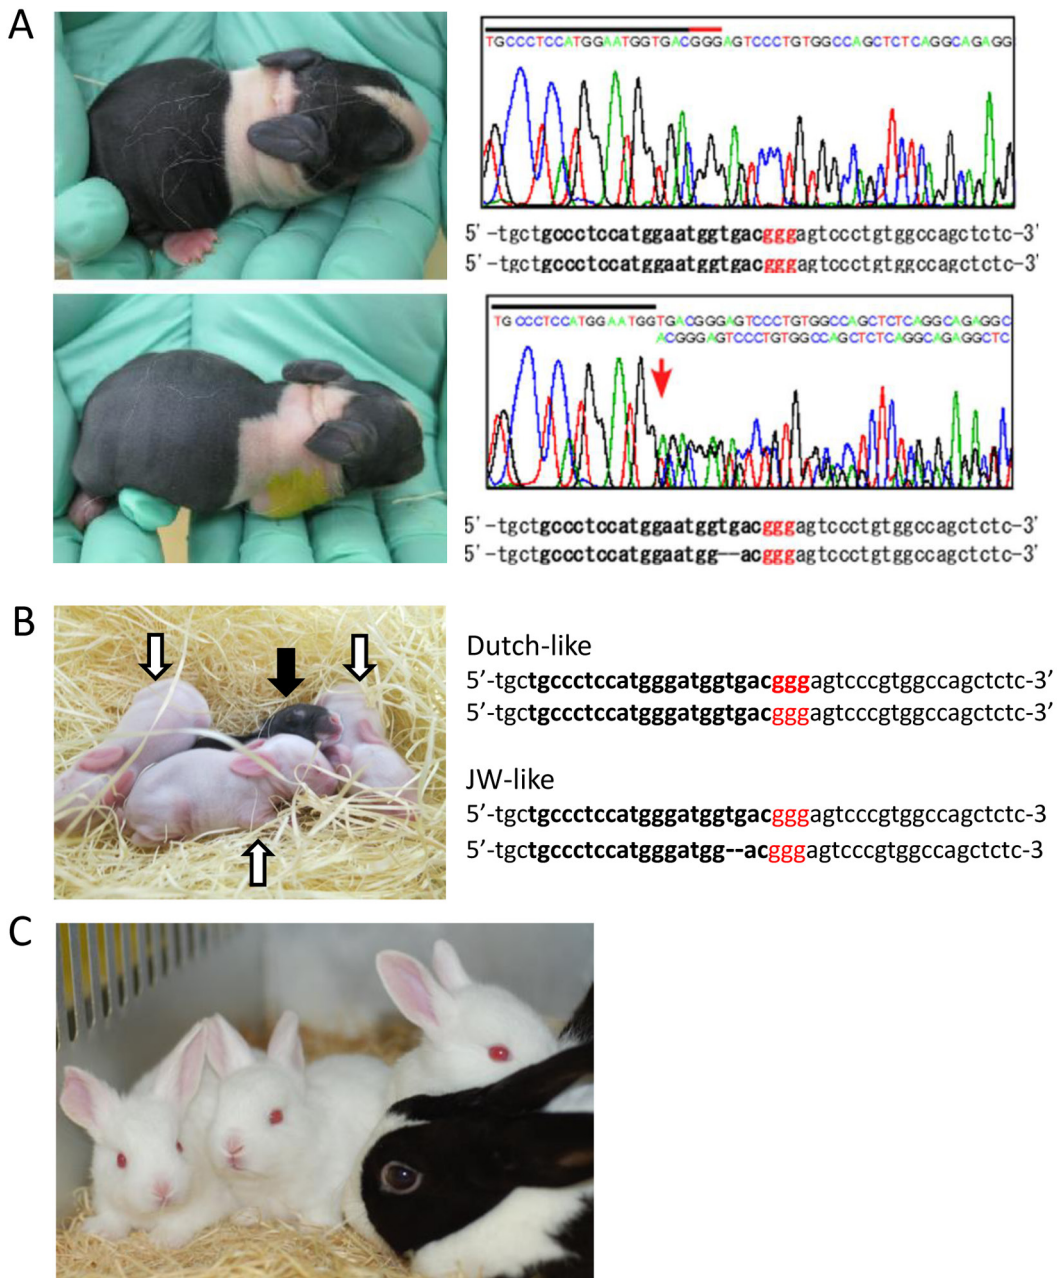 A
TGCCCTCCATGGAATGGTGACGGGAGTCCCTGTGGCCAGCTCTCAGGCAGAGG
5'-tgctgccctccatggaatggtgacgggagtccctgtggccagctctc-3'
5'-tgctgccctccatggaatggtgacgggagtccctgtggccagctctc-3'
TGCCCTCCATGGAATGGTGACGGGAGTCCCTGTGGCCAGCTCTCAGGCAGAGGC
ACGGGAGTCCCTGTGGCCAGCTCTCAGGCAGAGGCTC
5'-tgctgccctccatggaatggtgacgggagtccctgtggccagctctc-3'
5'-tgctgccctccatggaatgg--acgggagtccctgtggccagctctc-3'
B
Dutch-like
5’-tgctgccctccatgggatggtgacgggagtcccgtggccagctctc-3’
5’-tgctgccctccatgggatggtgacgggagtcccgtggccagctctc-3’
JW-like
5’-tgctgccctccatgggatggtgacgggagtcccgtggccagctctc-3
5’-tgctgccctccatgggatgg--acgggagtcccgtggccagctctc-3
C